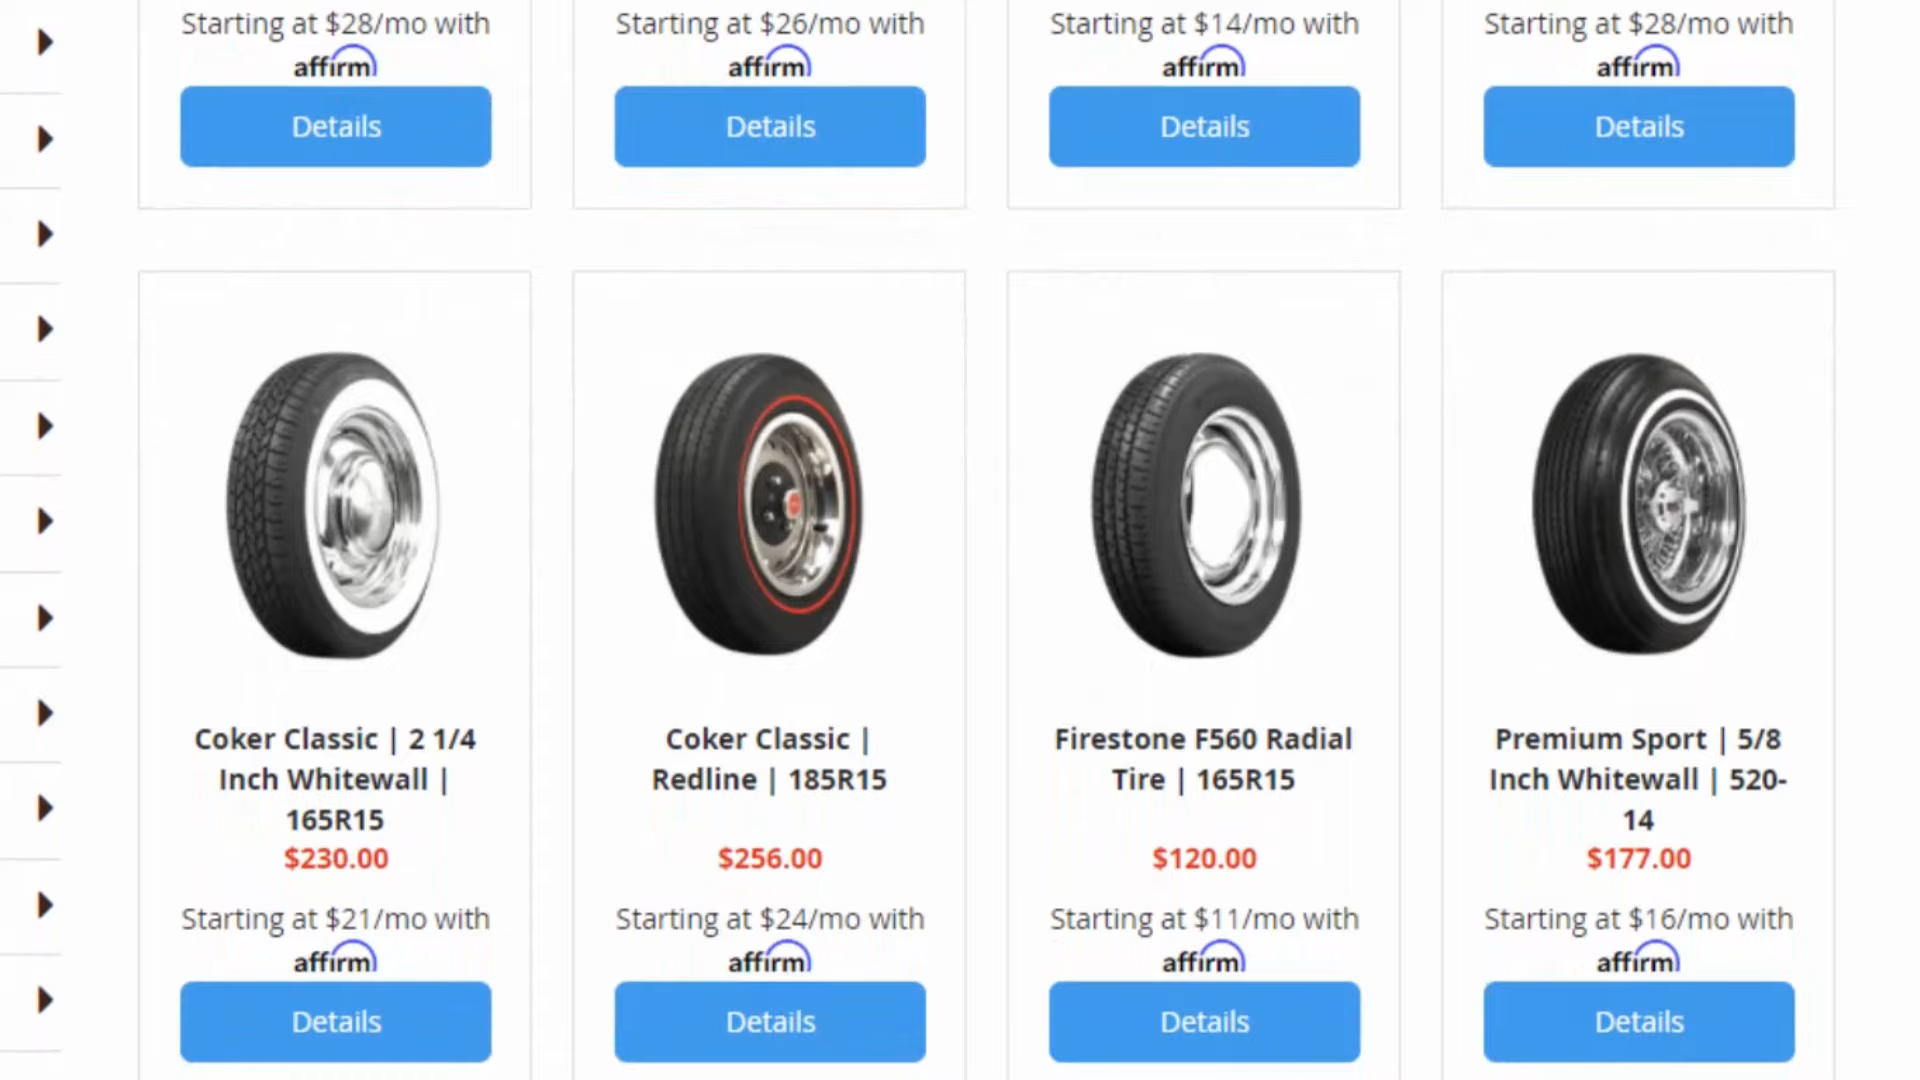 Starting at $28/mo with
affirm
Details
Starting at $26/mo with
affirm
Details
Starting at $14/mo with
affirm
Details
Starting at $28/mo with
affirm
Details
Coker Classic | 2 1/4
Inch Whitewall |
165R15
$230.00
Starting at $21/mo with
affirm
Details
Coker Classic |
Redline | 185R15
$256.00
Starting at $24/mo with
affirm
Details
Firestone F560 Radial
Tire | 165R15
$120.00
Starting at $11/mo with
affirm
Details
Premium Sport | 5/8
Inch Whitewall | 520-
14
$177.00
Starting at $16/mo with
affirm
Details